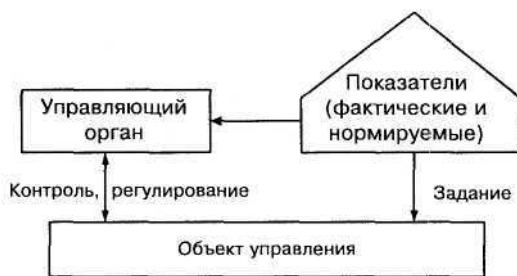 Управляющий
орган
Показатели
(фактические и
нормируемые)
Контроль, регулирование
Задание
Объект управления